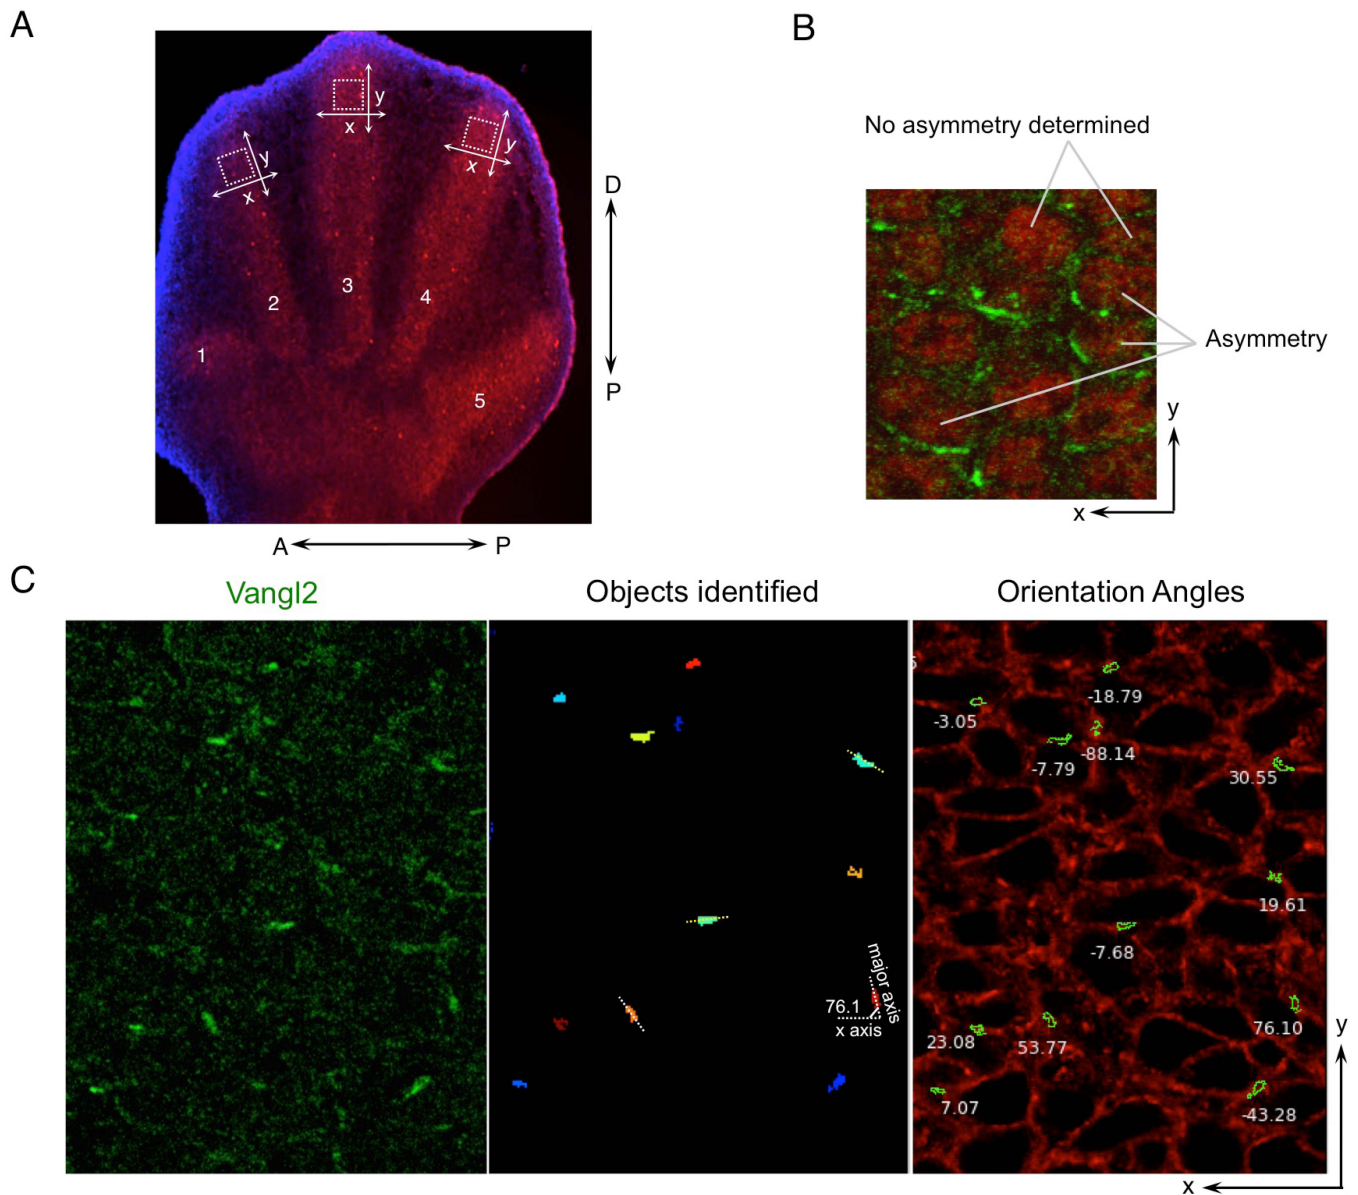 A
B
y
x
y
x
y
x
D
P
1
2
3
4
5
A
P
No asymmetry determined
Asymmetry
y
x
C
Vangl2
Objects identified
Orientation Angles
76.1
x axis
major axis
5
-18.79
-3.05
-88.14
-7.79
30.55
19.61
-7.68
76.10
23.08
53.77
7.07
-43.28
y
x